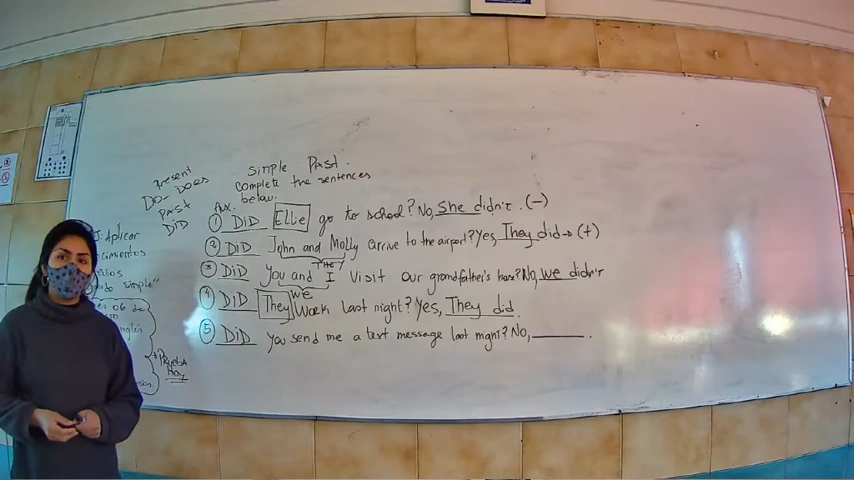 Simple Past.
complete the sentences
below.
Present
Do - Does
Past
DiD
Aux.
① DiD Ellie go to school? No, She didn't. (-)
② DiD John and Molly arrive to the airport? Yes, They did → (+)
They
③ DiD you and I visit our grandfather's house? No, we didn't
we
④ DiD They work last night? Yes, They did.
⑤ DiD you send me a text message last night? No, ______.
Aplicar
Prueba
Hoy